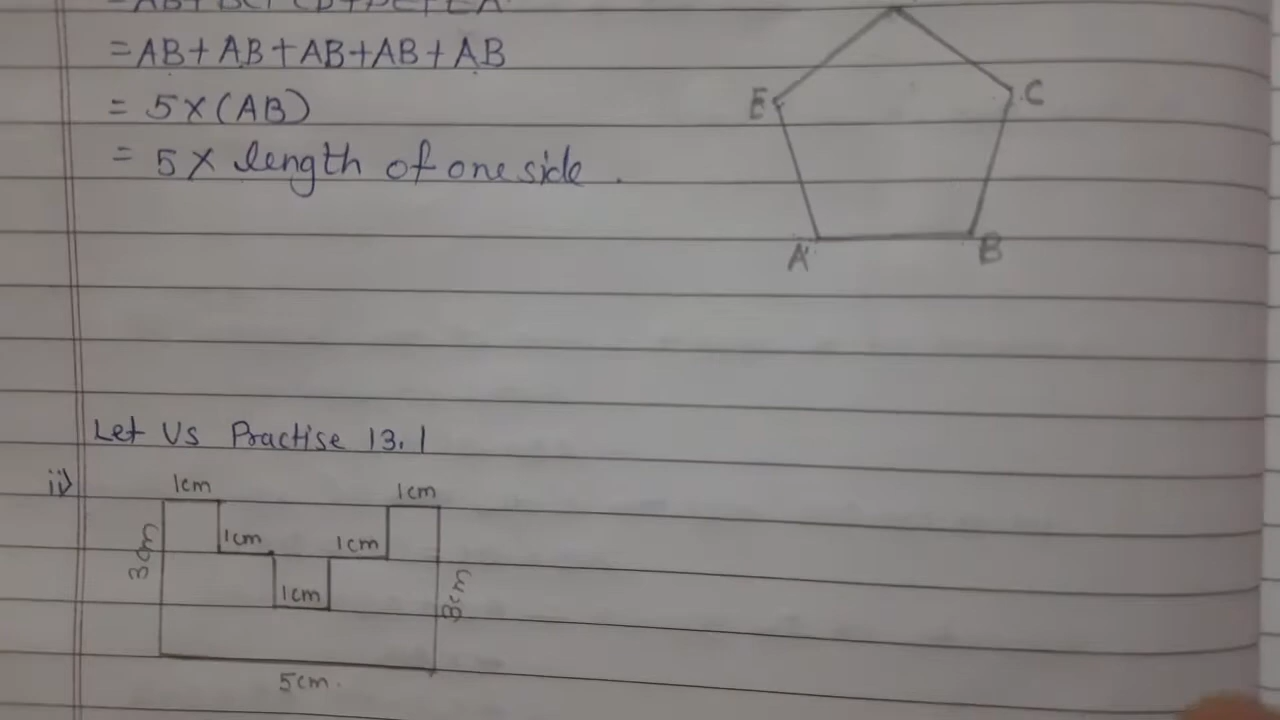 =AB+AB+AB+AB+AB
= 5×(AB)
= 5× length of one side.
E
C
A
B
Let Us Practise 13.1
ii)
1cm
1cm
3cm
1cm
1cm
1cm
3cm
5cm.